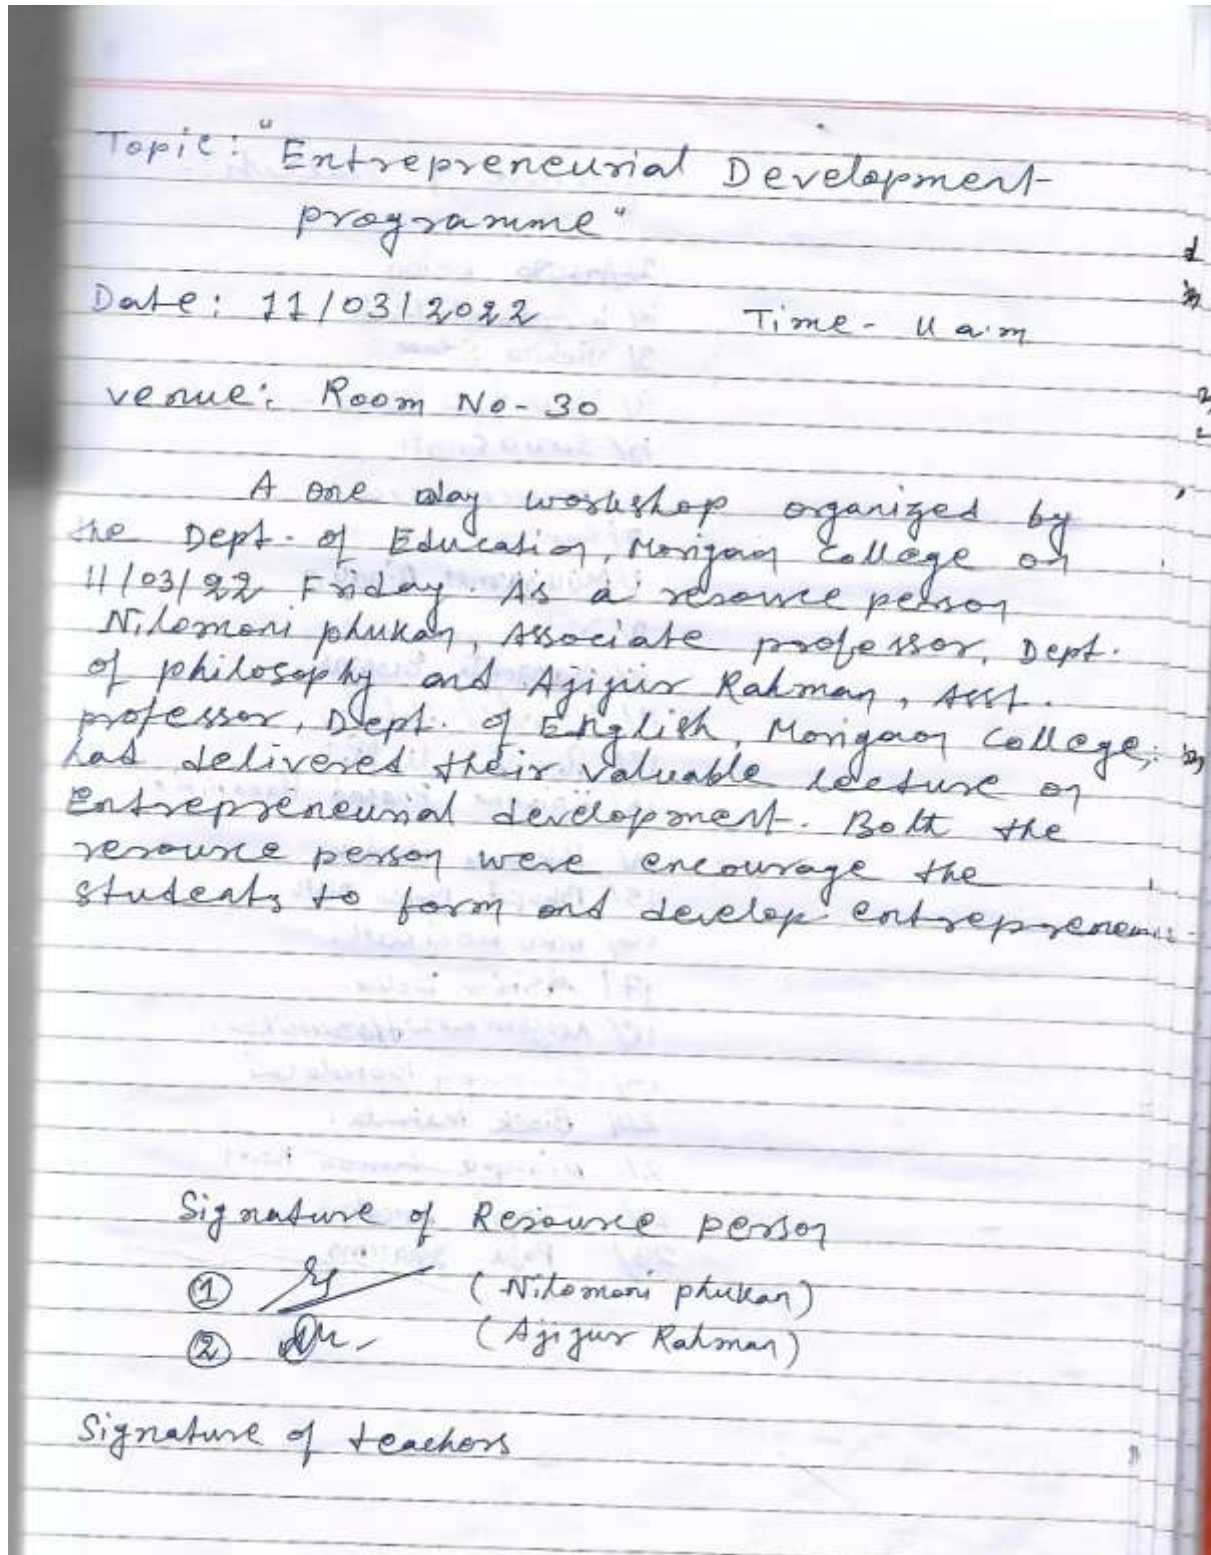 Topic: "Entrepreneurial Development
programme"
Date: 11/03/2022 Time- 11 a.m
venue: Room No-30
A one day workshop organized by
the Dept. of Education, Morigaon College on
11/03/22 Friday. As a resource person
Nilomoni phukan, Associate professor, Dept.
of philosophy and Ajijur Rahman, Asst.
professor, Dept. of English, Morigaon College,
had delivered their valuable lecture on
Entrepreneurial development. Both the
resource person were encourage the
students to form and develop
Signature of Resource person
① (Nilomoni phukan)
② (Ajijur Rahman)
Signature of teachers